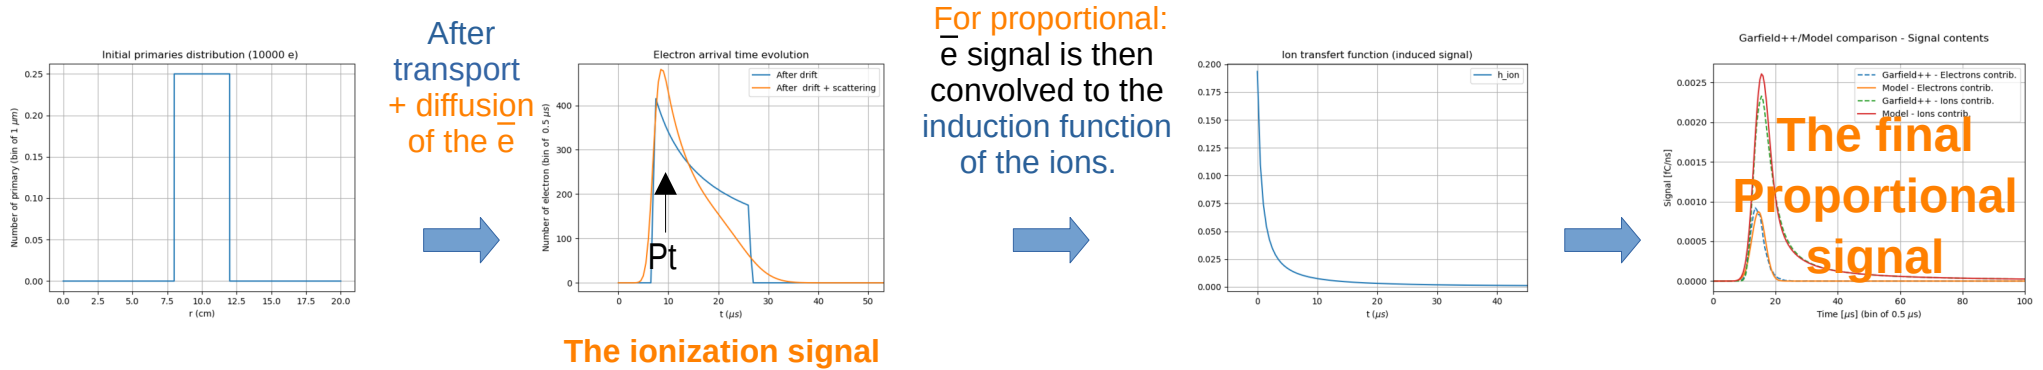 Initial primaries distribution (10000 e)
Number of primary (bin of 1 μm)
0.25
0.20
0.15
0.10
0.05
0.00
0.0 2.5 5.0 7.5 10.0 12.5 15.0 17.5 20.0
r (cm)
After
transport
+ diffusion
of the e
Electron arrival time evolution
After drift
After drift + scattering
Number of electron (bin of 0.5 μs)
400
300
200
100
0
0 10 20 30 40 50
t (μs)
Pt
The ionization signal
For proportional:
e signal is then
convolved to the
induction function
of the ions.
Ion transfert function (induced signal)
h_ion
0.200
0.175
0.150
0.125
0.100
0.075
0.050
0.025
0.000
0 10 20 30 40
t (μs)
Garfield++/Model comparison - Signal contents
Garfield++ - Electrons contrib.
Model - Electrons contrib.
Garfield++ - Ions contrib.
Model - Ions contrib.
Signal [fC/ns]
0.0025
0.0020
0.0015
0.0010
0.0005
0.0000
0 20 40 60 80 100
Time [μs] (bin of 0.5 μs)
The final
Proportional
signal